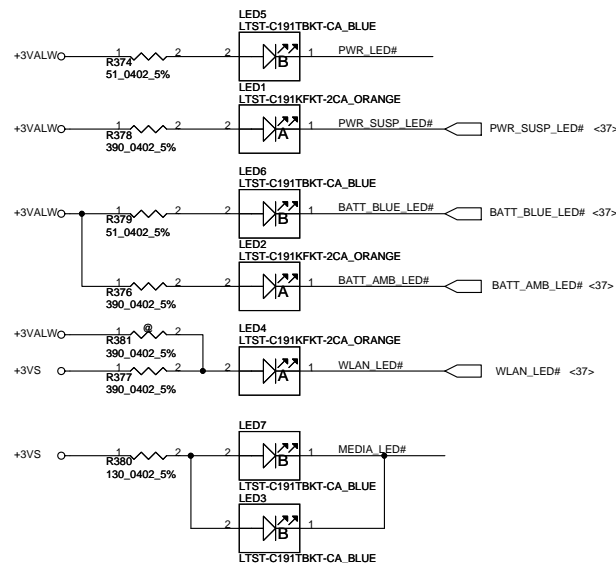 LED5
LTST-C191TBKT-CA_BLUE
+3VALW 1 2 2 B 1 PWR_LED#
R374
51_0402_5%
LED1
LTST-C191KFKT-2CA_ORANGE
+3VALW 1 2 2 A 1 PWR_SUSP_LED# PWR_SUSP_LED# <37>
R378
390_0402_5%
LED6
LTST-C191TBKT-CA_BLUE
+3VALW 1 2 2 B 1 BATT_BLUE_LED# BATT_BLUE_LED# <37>
R379
51_0402_5%
LED2
LTST-C191KFKT-2CA_ORANGE
1 2 2 A 1 BATT_AMB_LED# BATT_AMB_LED# <37>
R376
390_0402_5%
+3VALW 1 @ 2
R381
390_0402_5%
LED4
LTST-C191KFKT-2CA_ORANGE
+3VS 1 2 2 A 1 WLAN_LED# WLAN_LED# <37>
R377
390_0402_5%
LED7
+3VS 1 2 2 B 1 MEDIA_LED#
R380
130_0402_5%
LTST-C191TBKT-CA_BLUE
LED3
2 B 1
LTST-C191TBKT-CA_BLUE